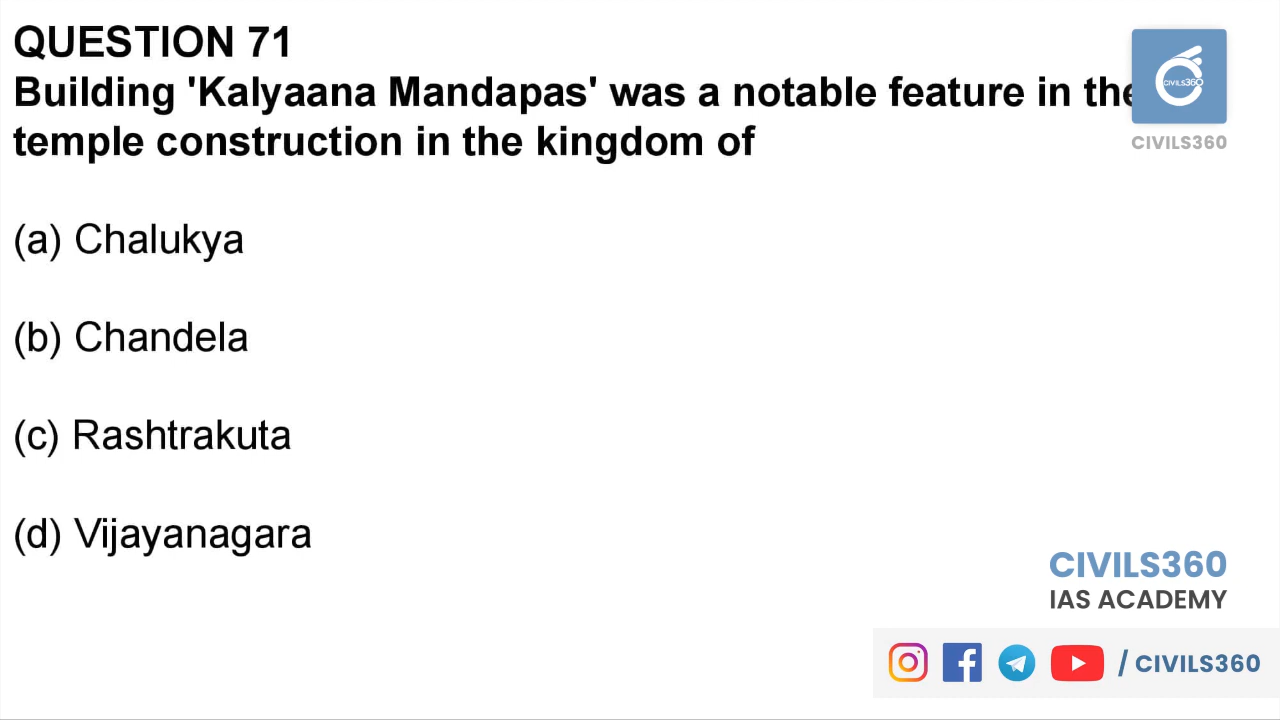 QUESTION 71
Building 'Kalyaana Mandapas' was a notable feature in the
temple construction in the kingdom of
CIVILS360
CIVILS360
(a) Chalukya
(b) Chandela
(c) Rashtrakuta
(d) Vijayanagara
CIVILS360
IAS ACADEMY
/ CIVILS360